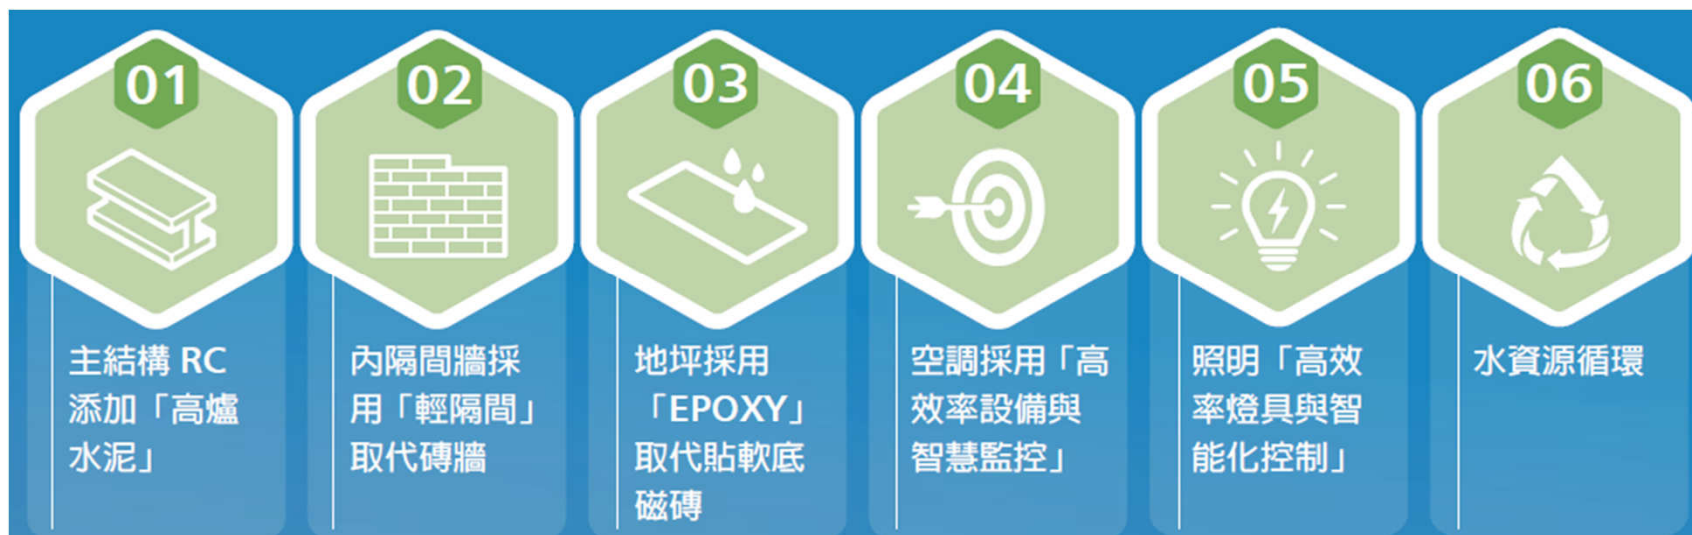 01
主結構 RC
添加「高爐
水泥」
02
內隔間牆採
用「輕隔間」
取代磚牆
03
地坪採用
「EPOXY」
取代貼軟底
磁磚
04
空調採用「高
效率設備與
智慧監控」
05
照明「高效
率燈具與智
能化控制」
06
水資源循環